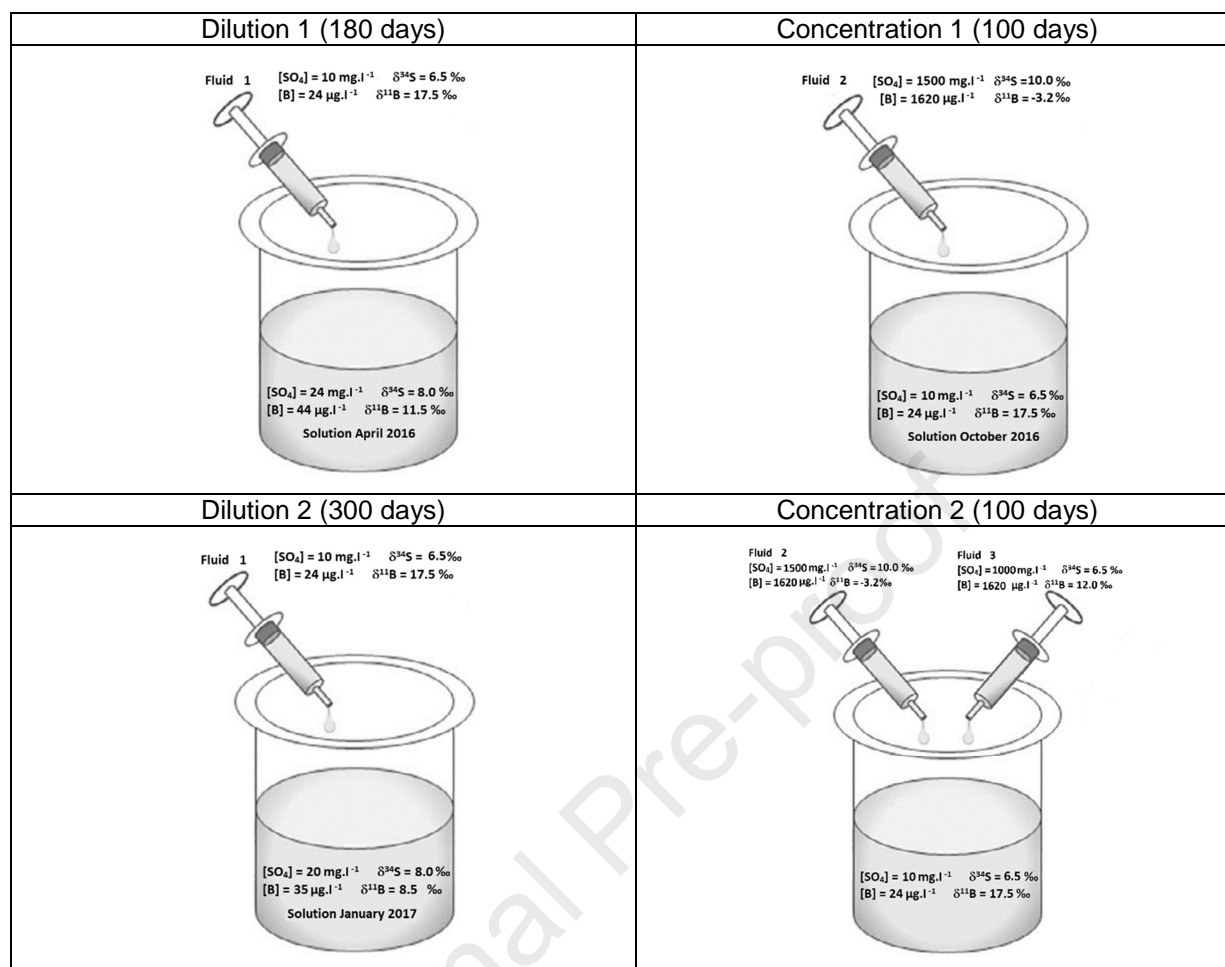 Dilution 1 (180 days)
Fluid 1 [SO₄] = 10 mg.l⁻¹ δ³⁴S = 6.5 ‰
[B] = 24 µg.l⁻¹ δ¹¹B = 17.5 ‰
[SO₄] = 24 mg.l⁻¹ δ³⁴S = 8.0 ‰
[B] = 44 µg.l⁻¹ δ¹¹B = 11.5 ‰
Solution April 2016
Concentration 1 (100 days)
Fluid 2 [SO₄] = 1500 mg.l⁻¹ δ³⁴S =10.0 ‰
[B] = 1620 µg.l⁻¹ δ¹¹B = -3.2 ‰
[SO₄] = 10 mg.l⁻¹ δ³⁴S = 6.5 ‰
[B] = 24 µg.l⁻¹ δ¹¹B = 17.5 ‰
Solution October 2016
Dilution 2 (300 days)
Fluid 1 [SO₄] = 10 mg.l⁻¹ δ³⁴S = 6.5‰
[B] = 24 µg.l⁻¹ δ¹¹B = 17.5 ‰
[SO₄] = 20 mg.l⁻¹ δ³⁴S = 8.0 ‰
[B] = 35 µg.l⁻¹ δ¹¹B = 8.5 ‰
Solution January 2017
Concentration 2 (100 days)
Fluid 2
[SO₄] = 1500 mg.l⁻¹ δ³⁴S = 10.0 ‰
[B] = 1620 µg.l⁻¹ δ¹¹B = -3.2‰
Fluid 3
[SO₄] = 1000 mg.l⁻¹ δ³⁴S = 6.5 ‰
[B] = 1620 µg.l⁻¹ δ¹¹B = 12.0 ‰
[SO₄] = 10 mg.l⁻¹ δ³⁴S = 6.5 ‰
[B] = 24 µg.l⁻¹ δ¹¹B = 17.5 ‰
nal Pre-proof